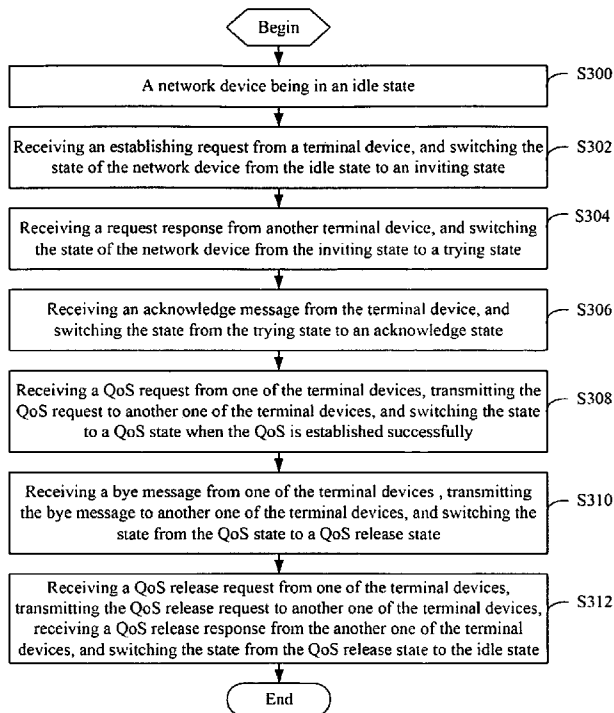 Begin
A network device being in an idle state
S300
Receiving an establishing request from a terminal device, and switching the
state of the network device from the idle state to an inviting state
S302
Receiving a request response from another terminal device, and switching
the state of the network device from the inviting state to a trying state
S304
Receiving an acknowledge message from the terminal device, and
switching the state from the trying state to an acknowledge state
S306
Receiving a QoS request from one of the terminal devices, transmitting the
QoS request to another one of the terminal devices, and switching the state
to a QoS state when the QoS is established successfully
S308
Receiving a bye message from one of the terminal devices , transmitting
the bye message to another one of the terminal devices, and switching the
state from the QoS state to a QoS release state
S310
Receiving a QoS release request from one of the terminal devices,
transmitting the QoS release request to another one of the terminal devices,
receiving a QoS release response from the another one of the terminal
devices, and switching the state from the QoS release state to the idle state
S312
End